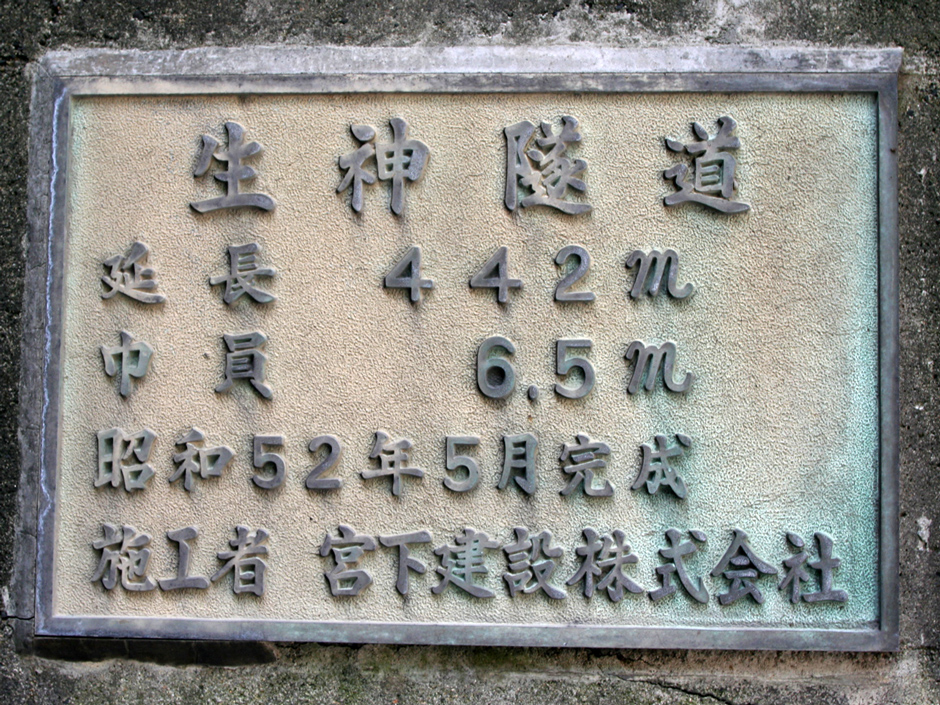 生神隧道
延長 442m
巾員 6.5m
昭和52年5月完成
施工者 宮下建設株式会社